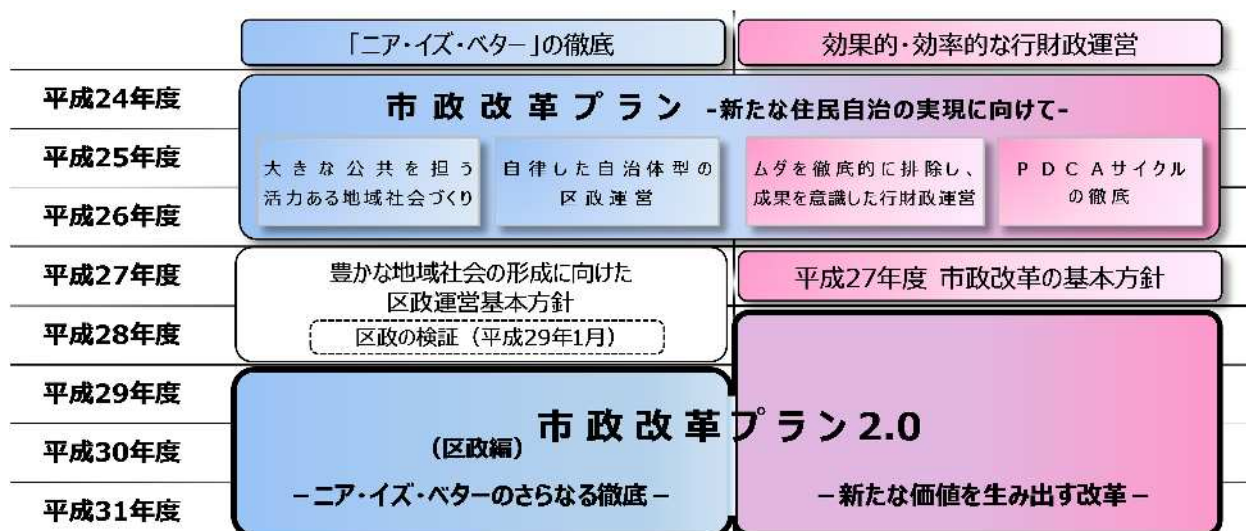 「ニア・イズ・ベター」の徹底
効果的・効率的な行財政運営
平成24年度
市政改革プラン -新たな住民自治の実現に向けて-
平成25年度
大きな公共を担う
活力ある地域社会づくり
自律した自治体型の
区政運営
ムダを徹底的に排除し、
成果を意識した行財政運営
PDCAサイクル
の徹底
平成26年度
平成27年度
豊かな地域社会の形成に向けた
区政運営基本方針
平成27年度 市政改革の基本方針
平成28年度
区政の検証（平成29年1月）
平成29年度
市政改革プラン2.0
平成30年度
（区政編）
－ニア・イズ・ベターのさらなる徹底－
－新たな価値を生み出す改革－
平成31年度